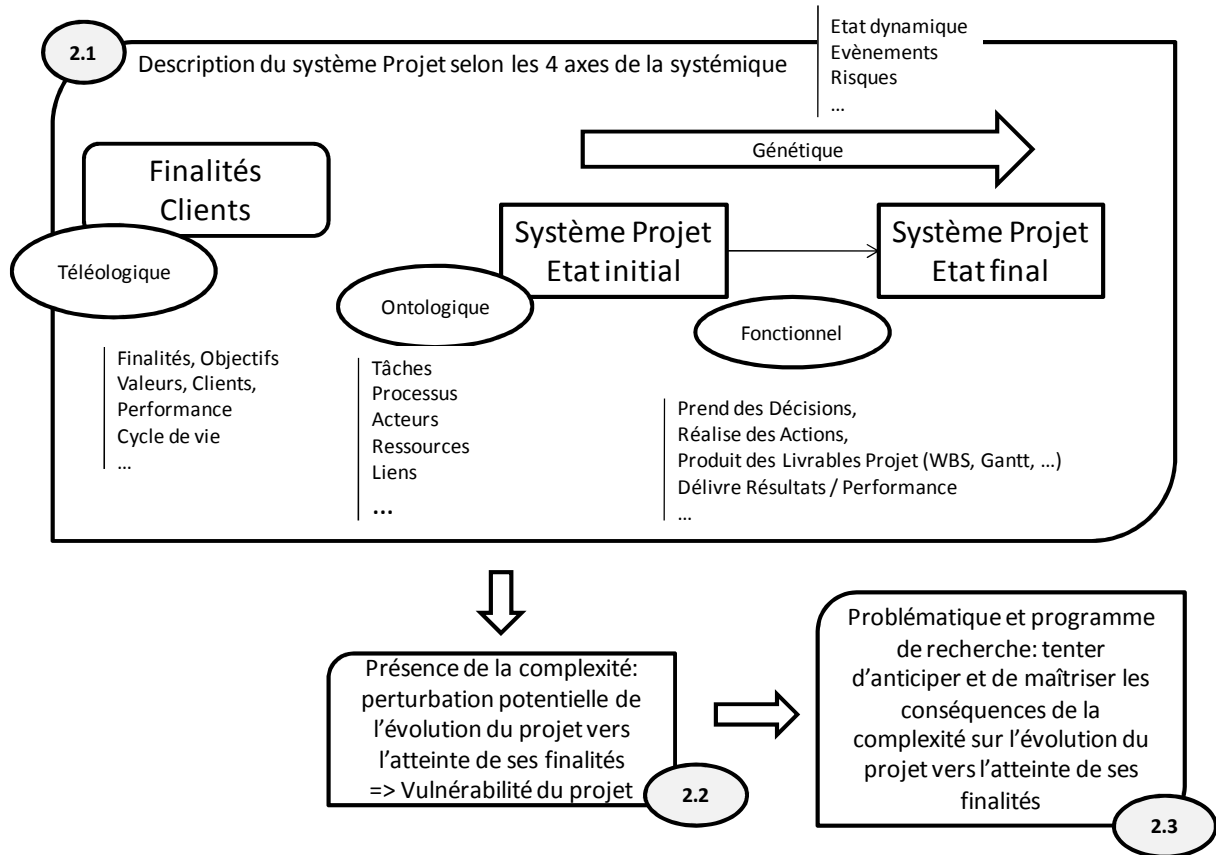 2.1
Description du système Projet selon les 4 axes de la systémique
Etat dynamique
Evènements
Risques
...
Génétique
Finalités
Clients
Téléologique
Finalités, Objectifs
Valeurs, Clients,
Performance
Cycle de vie
...
Système Projet
Etat initial
Ontologique
Tâches
Processus
Acteurs
Ressources
Liens
...
Système Projet
Etat final
Fonctionnel
Prend des Décisions,
Réalise des Actions,
Produit des Livrables Projet (WBS, Gantt, ...)
Délivre Résultats / Performance
...
Présence de la complexité:
perturbation potentielle de
l’évolution du projet vers
l’atteinte de ses finalités
=> Vulnérabilité du projet
2.2
Problématique et programme
de recherche: tenter
d’anticiper et de maîtriser les
conséquences de la
complexité sur l’évolution du
projet vers l’atteinte de ses
finalités
2.3